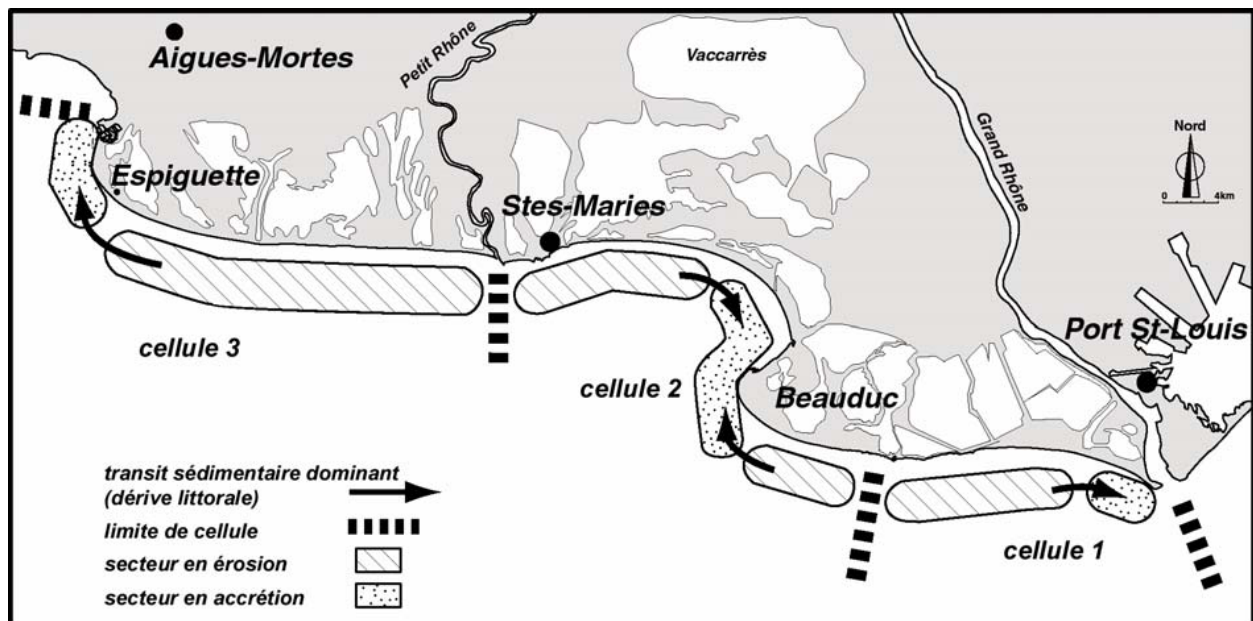 Aigues-Mortes
Petit Rhône
Vaccarrès
Grand Rhône
Nord
0 4km
Espiguette
Stes-Maries
Port St-Louis
cellule 3
cellule 2
Beauduc
cellule 1
transit sédimentaire dominant
(dérive littorale)
limite de cellule
secteur en érosion
secteur en accrétion